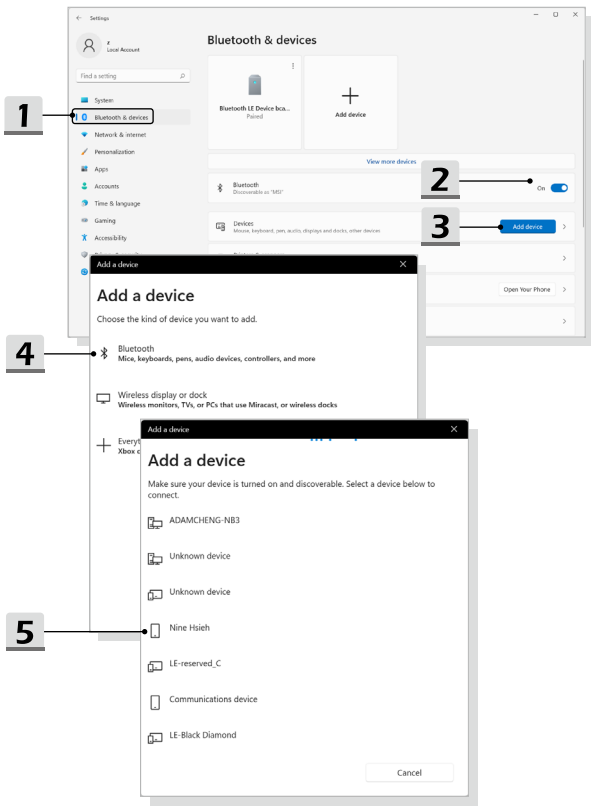 Settings
z
Local Account
Find a setting
System
Bluetooth & devices
Network & internet
Personalization
Apps
Accounts
Time & language
Gaming
Accessibility
Bluetooth & devices
Bluetooth LE Device bca...
Paired
Add device
View more devices
Bluetooth
Discoverable as "MSI"
On
Devices
Mouse, keyboard, pen, audio, displays and docks, other devices
Add device
Open Your Phone
1
2
3
Add a device
Add a device
Choose the kind of device you want to add.
4
Bluetooth
Mice, keyboards, pens, audio devices, controllers, and more
Wireless display or dock
Wireless monitors, TVs, or PCs that use Miracast, or wireless docks
Add a device
Add a device
Make sure your device is turned on and discoverable. Select a device below to
connect.
ADAMCHENG-NB3
Unknown device
Unknown device
5
Nine Hsieh
LE-reserved_C
Communications device
LE-Black Diamond
Cancel